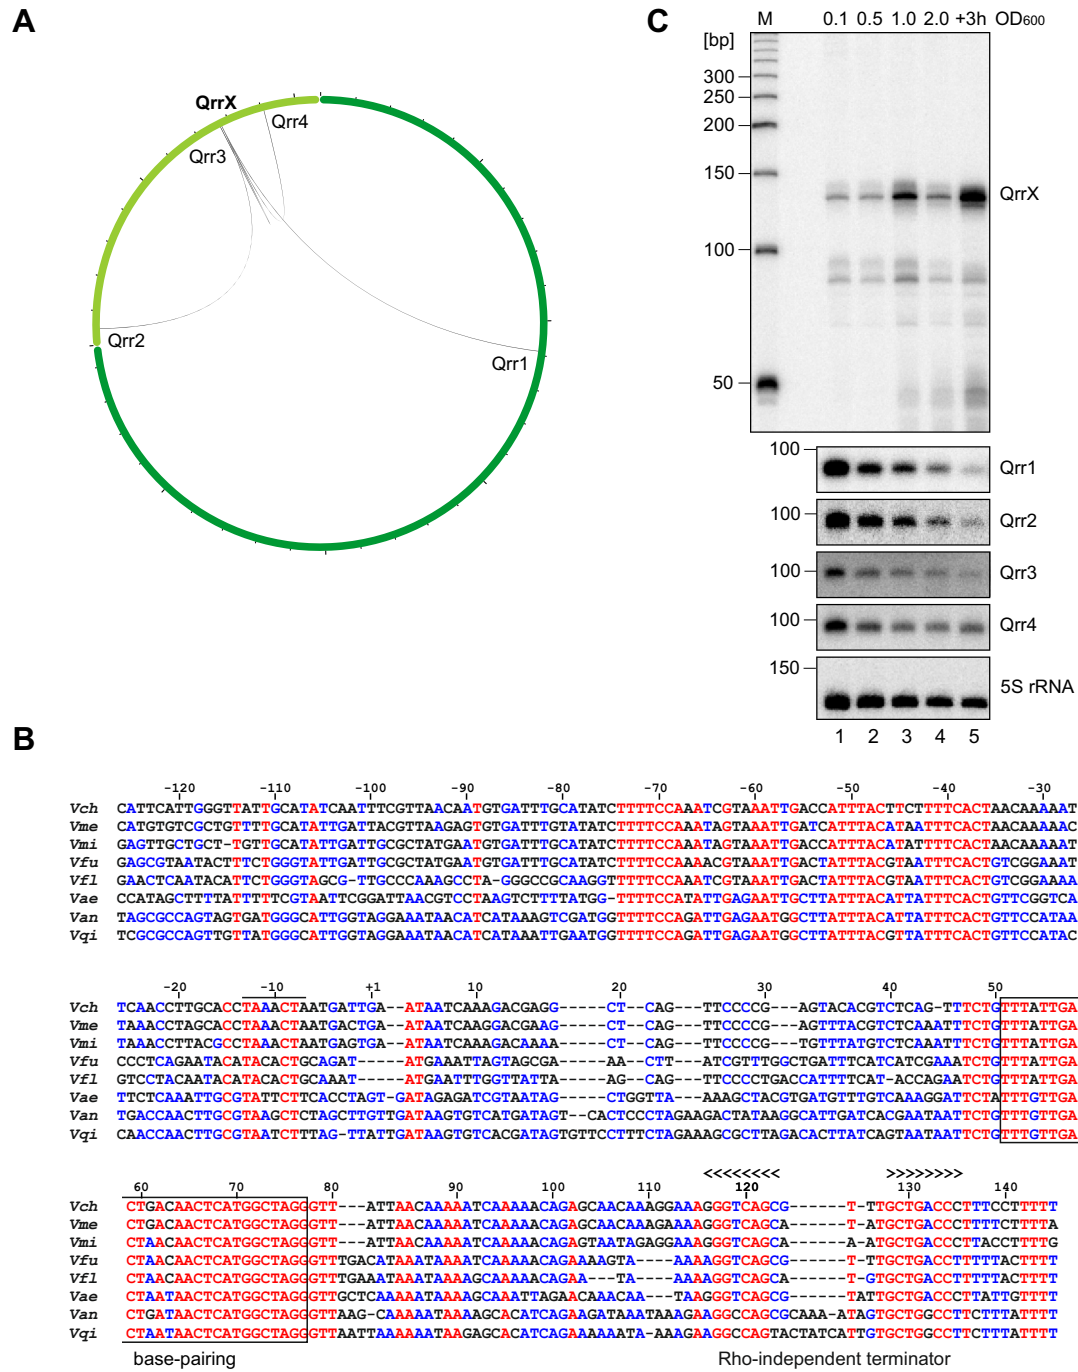 A
QrrX
Qrr4
Qrr3
Qrr2
Qrr1
C
M 0.1 0.5 1.0 2.0 +3h OD600
[bp]
300
250
200
150
100
50
QrrX
100 Qrr1
100 Qrr2
100 Qrr3
100 Qrr4
150 5S rRNA
1 2 3 4 5
B
-120 -110 -100 -90 -80 -70 -60 -50 -40 -30
Vch CATTCATTGGGTTATTGCATATCAATTTCGTTAACAATGTGATTTGCATATCTTTTCCAAATCGTAAATTGACCATTTACTTCTTTTCACTAACAAAAAT
Vme CATGTGTCGCTGTTTTGCATATTGATTACGTTAAGAGTGTGATTTGTATATCTTTTCCAAATAGTAAATTGATCATTTACATAATTTCACTAACAAAAAC
Vmi GAGTTGCTGCT-TGTTGCATATTGATTGCGCTATGAATGTGATTTGCATATCTTTTCCAAATAGTAAATTGACCATTTACATATTTTCACTAACAAAAAT
Vfu GAGCGTAATACTTTCTGGGTATTGATTGCGCTATGAATGTGATTTGCATATCTTTTCCAAAACGTAAATTGACTATTTACGTAATTTCACTGTCGGAAAT
Vfl GAACTCAATACATTCTGGGTAGCG-TTGCCCAAAGCCTA-GGGCCGCAAGGTTTTTCCAAATCGTAAATTGACTATTTACGTAATTTCACTGTCGGAAAA
Vae CCATAGCTTTTATTTTTCGTAATTCGGATTAACGTCCTAAGTCTTTTATGG-TTTTCCATATTGAGAATTGCTTATTTACATTATTTCACTGTTCGGTCA
Van TAGCGCCAGTAGTGATGGGCATTGGTAGGAAATAACATCATAAAGTCGATGGTTTTCCAGATTGAGAATGGCTTATTTACATTATTTCACTGTTCCATAA
Vqi TCGCGCCAGTTGTTATGGGCATTGGTAGGAAATAACATCATAAATTGAATGGTTTTCCAGATTGAGAATGGCTTATTTACGTTATTTCACTGTTCCATAC
-20 -10 +1 10 20 30 40 50
Vch TCAACCTTGCACCTAAACTAATGATTGA--ATAATCAAAGACGAGG-----CT--CAG---TTCCCCG---AGTACACGTCTCAG-TTTCTGTTTATTGA
Vme TAAACCTAGCACCTAAACTAATGACTGA--ATAATCAAGGACGAAG-----CT--CAG---TTCCCCG---AGTTTACGTCTCAAATTTCTGTTTATTGA
Vmi TAAACCTTACGCCTAAACTAATGAGTGA--ATAATCAAAGACAAAA-----CT--CAG---TTCCCCG---TGTTTATGTCTCAAATTTCTGTTTATTGA
Vfu CCCTCAGAATACATACACTGCAGAT-----ATGAAATTAGTAGCGA-----AA--CTT---ATCGTTTGGCTGATTTCATCATCGAAATCTGTTTATTGA
Vfl GTCCTACAATACATACACTGCAAAT-----ATGAATTTGGTTATTA-----AG--CAG---TTCCCCTGACCATTTTCAT-ACCAGAATCTGTTTATTGA
Vae TTCTCAAATTGCGTATTCTTCACCTAGT-GATAGAGATCGTAATAG-----CTGGTTA---AAAGCTACGTGATGTTTGTCAAAGGATTCTATTTGTTGA
Van TGACCAACTTGCGTAAGCTCTAGCTTGTTGATAAGTGTCATGATAGT--CACTCCCTAGAAGACTATAAGGCATTGATCACGAATAATTCTGTTTGTTGA
Vqi CAACCAACTTGCGTAATCTTTAG-TTATTGATAAGTGTCACGATAGTGTTCCTTTCTAGAAAGCGCTTAGACACTTATCAGTAATAATTCTGTTTGTTGA
<<<<<<<< >>>>>>>>
60 70 80 90 100 110 120 130 140
Vch CTGACAACTCATGGCTAGGGTT---ATTAACAAAAATCAAAAACAGAGCAACAAAGGAAAGGGTCAGCG------T-TTGCTGACCCTTTCCTTTTT
Vme CTGACAACTCATGGCTAGGGTT---ATTAACAAAAATCAAAAACAGAGCAACAAAGGAAAGGGTCAGCA------T-TTGCTGACCCTTTTCTTTTA
Vmi CTAACAACTCATGGCTAGGGTT---ATTAACAAAAATCAAAAACAGAGTAATAGAGGAAAGGGTCAGCA------A-ATGCTGACCCTTACCTTTTG
Vfu CTAACAACTCATGGCTAGGGTTTGACATAAATAAAATCAAAAACAGAAAAGTA----AAAAGGTCAGCG------T-ATGCTGACCCTTTTTACTTTT
Vfl CTAACAACTCATGGCTAGGGTTTGAAATAAATAAAAGCAAAAACAGAA---TA----AAAAGGTCAGCA------T-GTGCTGACCTTTTTACTTTT
Vae CTAATAACTCATGGCTAGGGTTGCTCAAAAATAAAAGCAAATTAGAACAAACAA---TAAGGGTCAGCG------TATTGCTGACCCTTATTGTTTT
Van CTGATAACTCATGGCTAGGGTTAAG-CAAAAATAAAAGCACATCAGAAGATAAATAAAGAAGGCCAGCGCAAA-ATAGTGCTGGCCTTCTTTATTTT
Vqi CTAATAACTCATGGCTAGGGTTAATTAAAAAATAAGAGCACATCAGAAAAAATA-AAAGAAGGCCAGTACTATCATTGTGCTGGCCTTCTTTATTTT
base-pairing
Rho-independent terminator